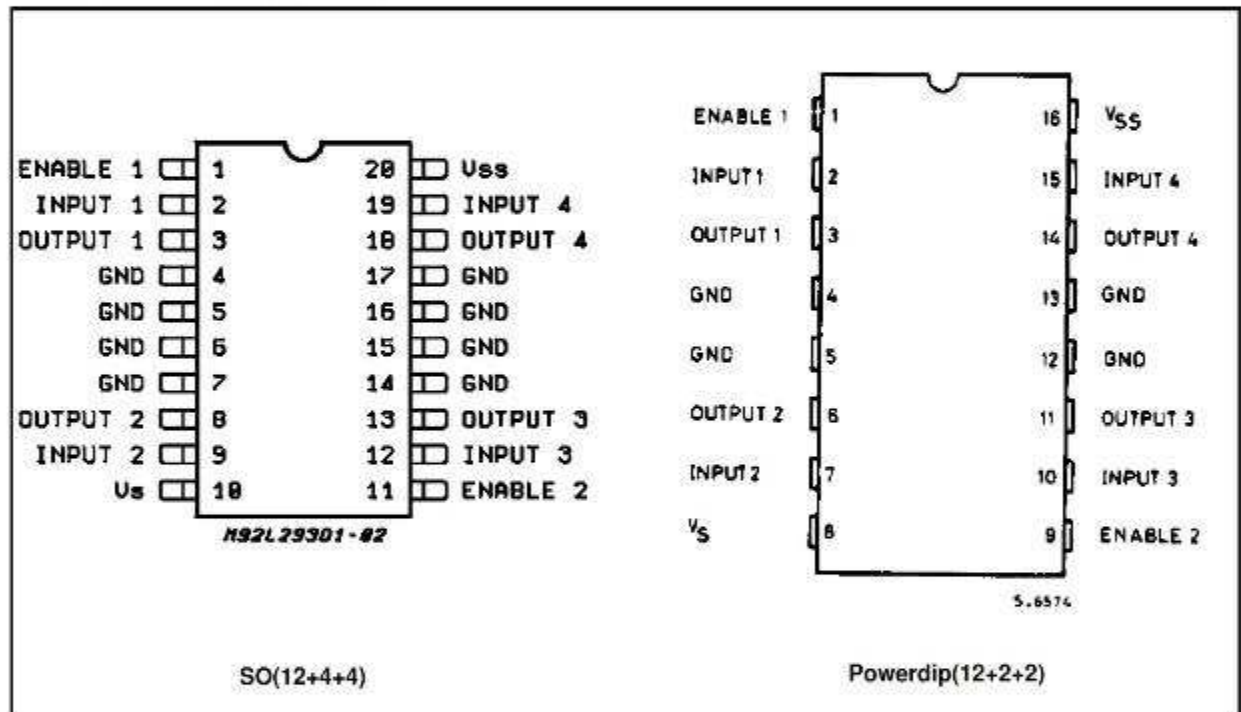 ENABLE 1 1 20 Vss
INPUT 1 2 19 INPUT 4
OUTPUT 1 3 18 OUTPUT 4
GND 4 17 GND
GND 5 16 GND
GND 6 15 GND
GND 7 14 GND
OUTPUT 2 8 13 OUTPUT 3
INPUT 2 9 12 INPUT 3
Vs 10 11 ENABLE 2
M92L293D1-02
SO(12+4+4)
ENABLE 1 1 16 VSS
INPUT 1 2 15 INPUT 4
OUTPUT 1 3 14 OUTPUT 4
GND 4 13 GND
GND 5 12 GND
OUTPUT 2 6 11 OUTPUT 3
INPUT 2 7 10 INPUT 3
VS 8 9 ENABLE 2
5.6574
Powerdip(12+2+2)